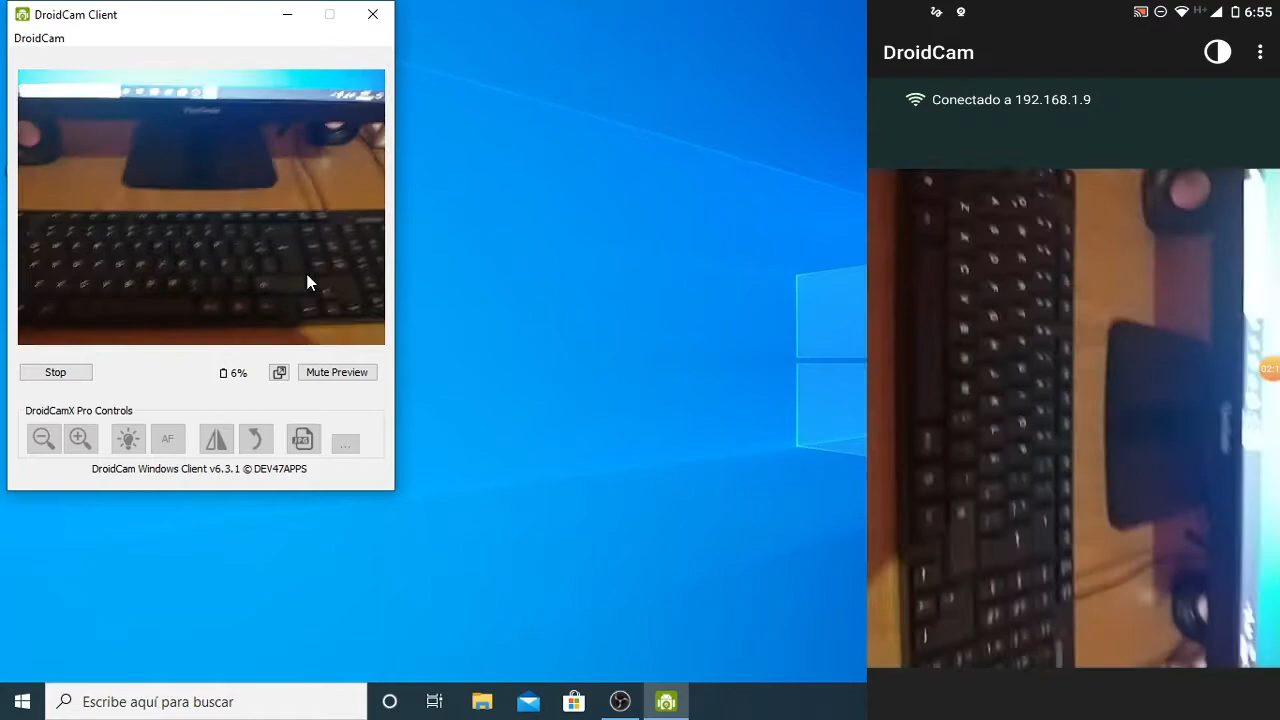 DroidCam Client
DroidCam
Stop
6%
Mute Preview
DroidCamX Pro Controls
AF
JPG
...
DroidCam Windows Client v6.3.1 © DEV47APPS
Escribe aquí para buscar
H+
6:55
DroidCam
Conectado a 192.168.1.9